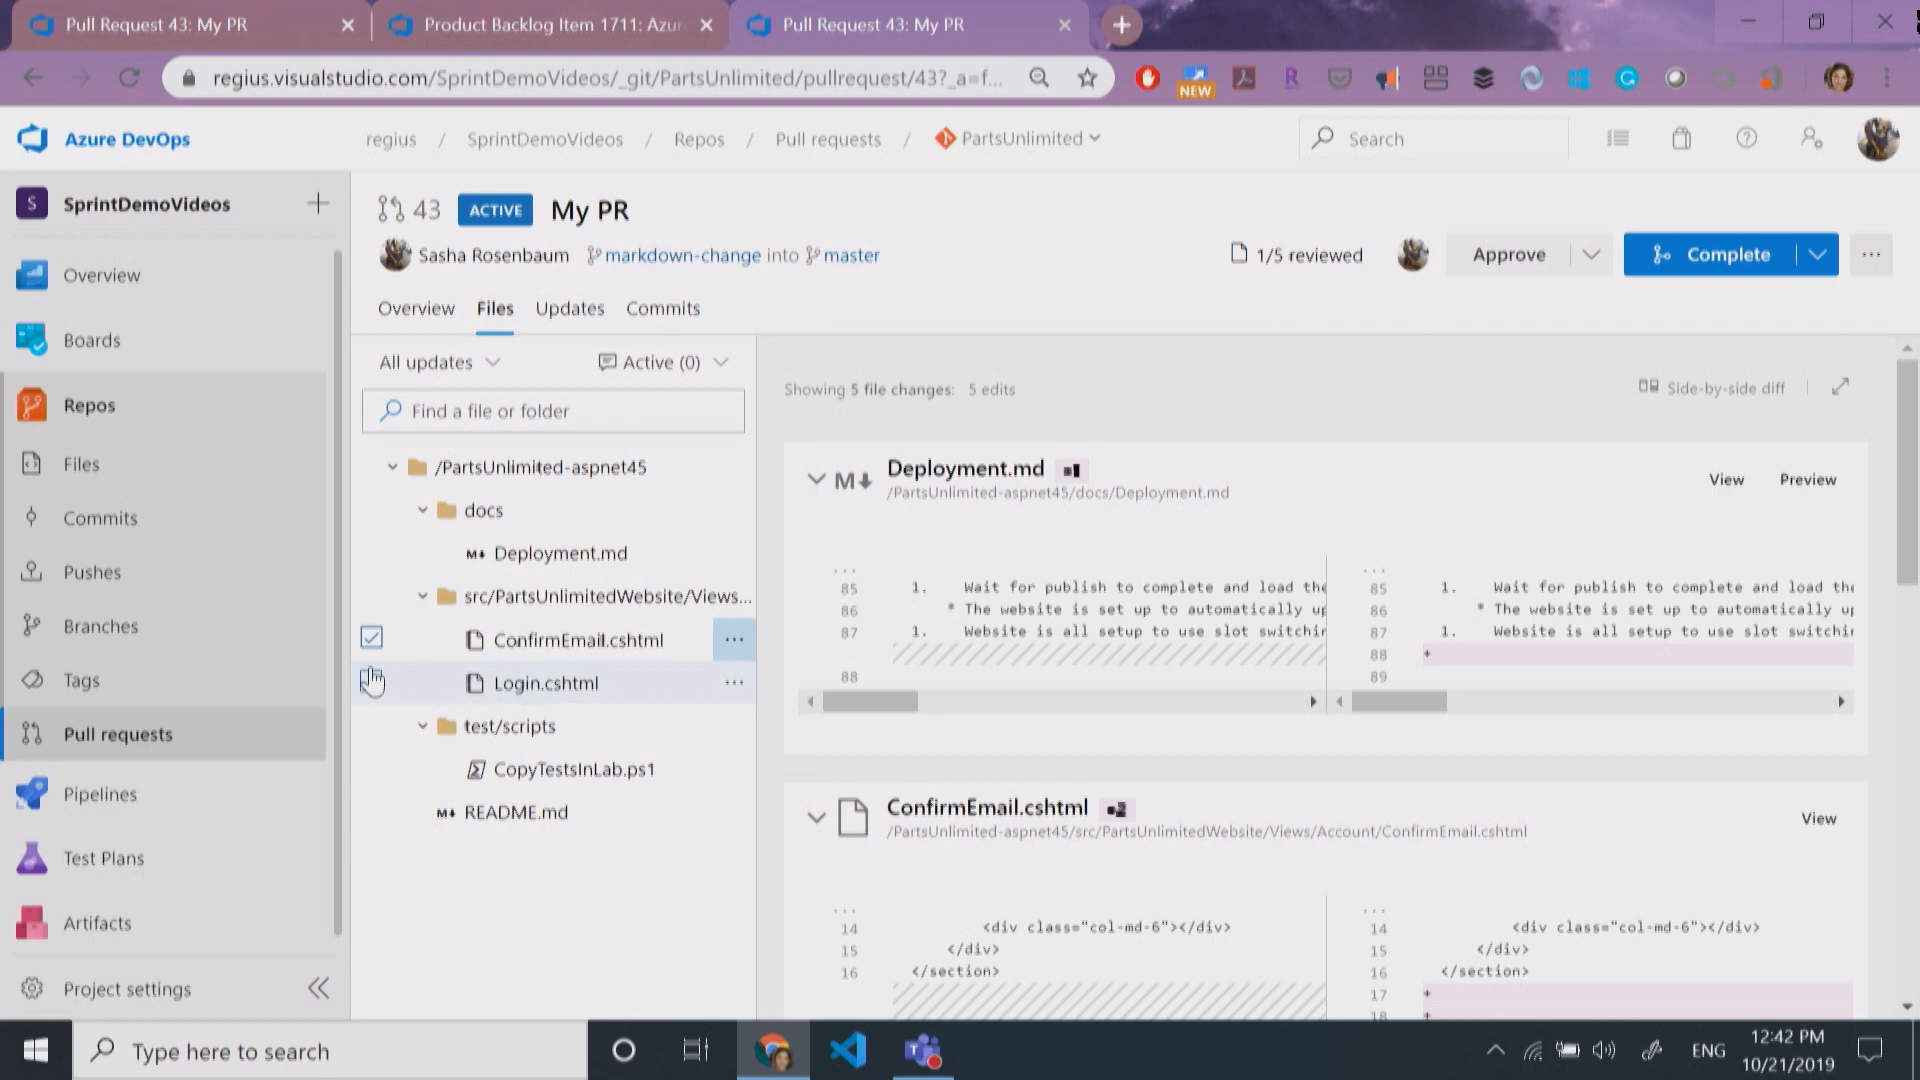 Pull Request 43: My PR
Product Backlog Item 1711: Azur
Pull Request 43: My PR
regius.visualstudio.com/SprintDemoVideos/_git/PartsUnlimited/pullrequest/43?_a=f...
NEW
Azure DevOps
regius / SprintDemoVideos / Repos / Pull requests / PartsUnlimited
Search
S SprintDemoVideos
Overview
Boards
Repos
Files
Commits
Pushes
Branches
Tags
Pull requests
Pipelines
Test Plans
Artifacts
Project settings
43 ACTIVE My PR
Sasha Rosenbaum markdown-change into master
1/5 reviewed
Approve
Complete
Overview Files Updates Commits
All updates
Active (0)
Find a file or folder
/PartsUnlimited-aspnet45
docs
Deployment.md
src/PartsUnlimitedWebsite/Views...
ConfirmEmail.cshtml
Login.cshtml
test/scripts
CopyTestsInLab.ps1
README.md
Showing 5 file changes: 5 edits
Side-by-side diff
Deployment.md
/PartsUnlimited-aspnet45/docs/Deployment.md
View Preview
...
85 1. Wait for publish to complete and load the
86 * The website is set up to automatically up
87 1. Website is all setup to use slot switchin
88
...
85 1. Wait for publish to complete and load the
86 * The website is set up to automatically up
87 1. Website is all setup to use slot switchin
88 +
89
ConfirmEmail.cshtml
/PartsUnlimited-aspnet45/src/PartsUnlimitedWebsite/Views/Account/ConfirmEmail.cshtml
View
...
14 <div class="col-md-6"></div>
15 </div>
16 </section>
...
14 <div class="col-md-6"></div>
15 </div>
16 </section>
17 +
18 +
Type here to search
ENG
12:42 PM
10/21/2019